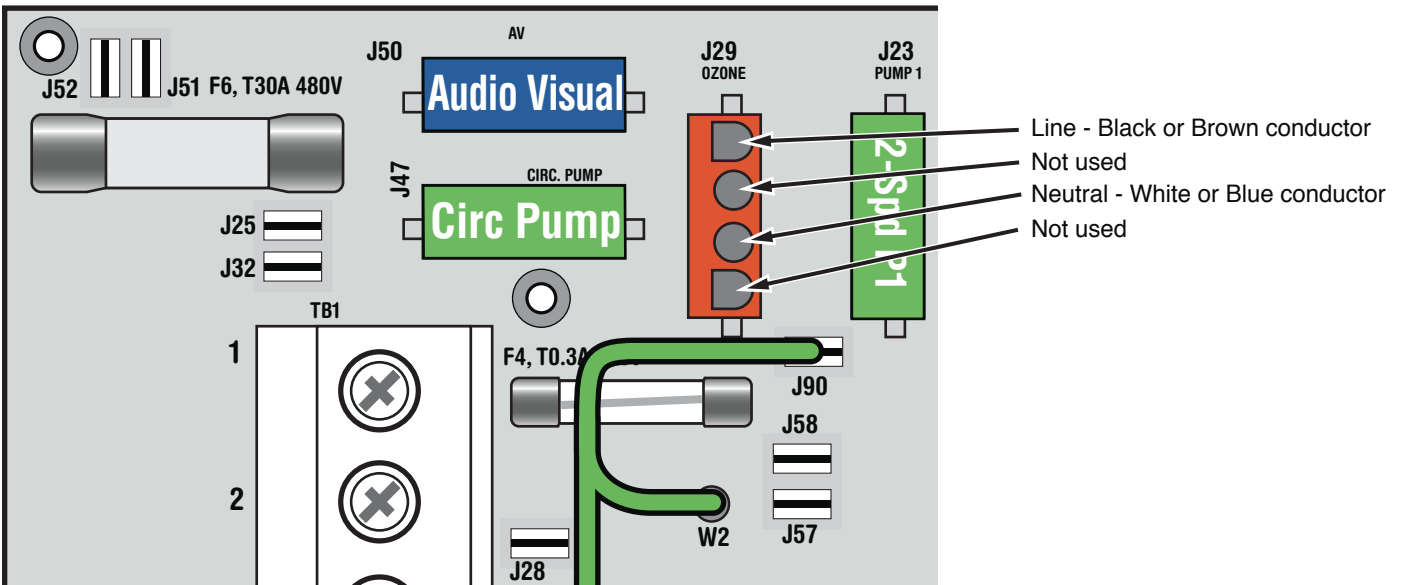 AV
J50
J29
OZONE
J23
PUMP 1
J52
J51
F6, T30A 480V
Audio Visual
Line - Black or Brown conductor
Not used
Neutral - White or Blue conductor
Not used
J47
CIRC. PUMP
Circ Pump
2-Spd P1
J25
J32
TB1
1
F4, T0.3A
J90
J58
2
W2
J57
J28